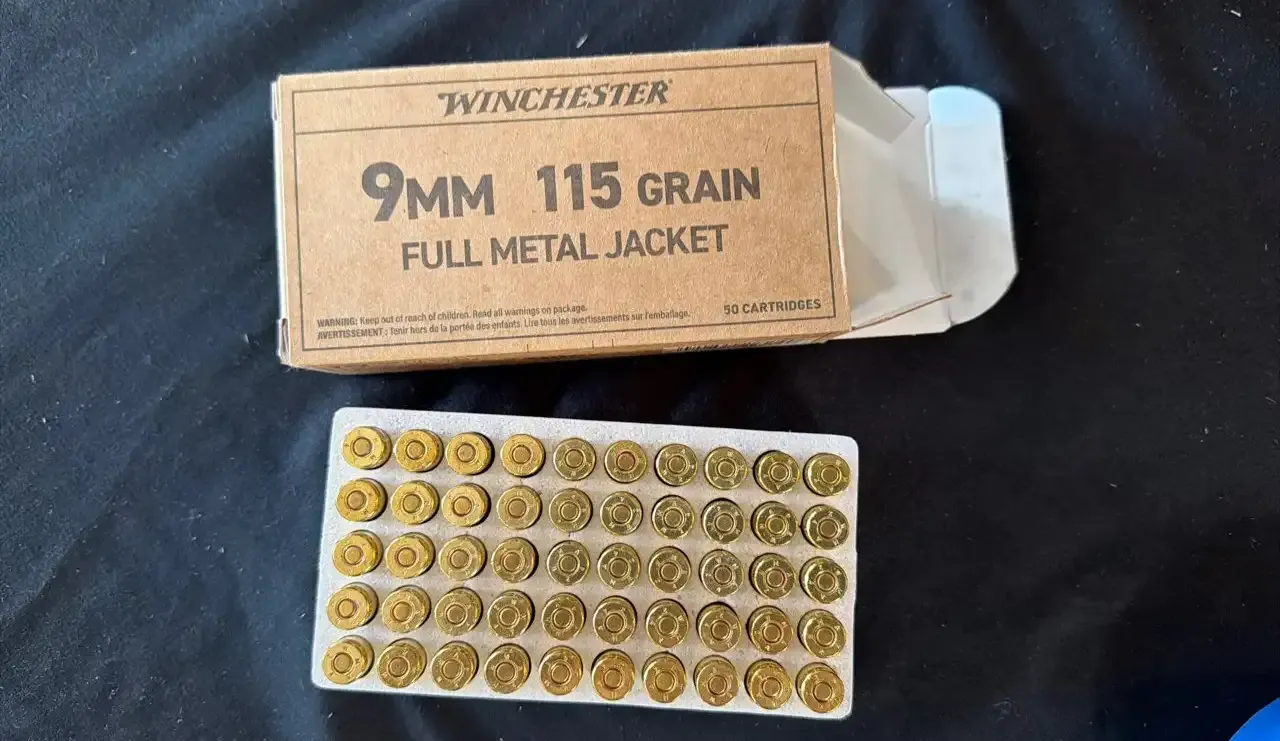 WINCHESTER®
9MM 115 GRAIN
FULL METAL JACKET
WARNING: Keep out of reach of children. Read all warnings on package.
AVERTISSEMENT : Tenir hors de la portée des enfants. Lire tous les avertissements sur l'emballage.
50 CARTRIDGES